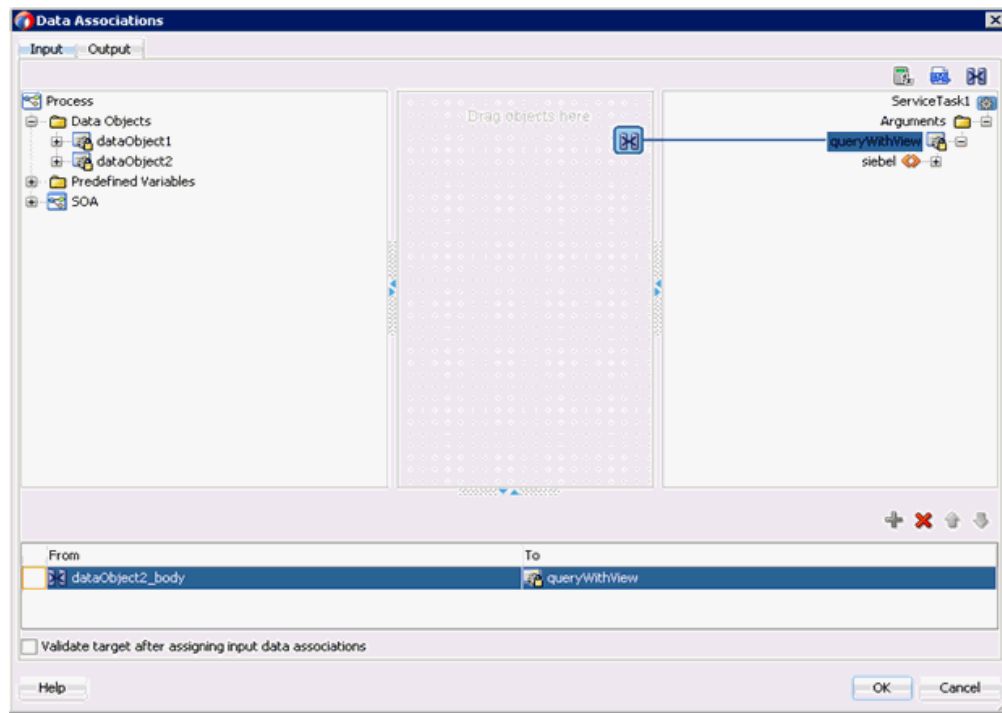 Data Associations
Input Output
Process
Data Objects
dataObject1
dataObject2
Predefined Variables
SOA
Drag objects here
ServiceTask1
Arguments
queryWithView
siebel
From To
dataObject2_body queryWithView
Validate target after assigning input data associations
Help OK Cancel